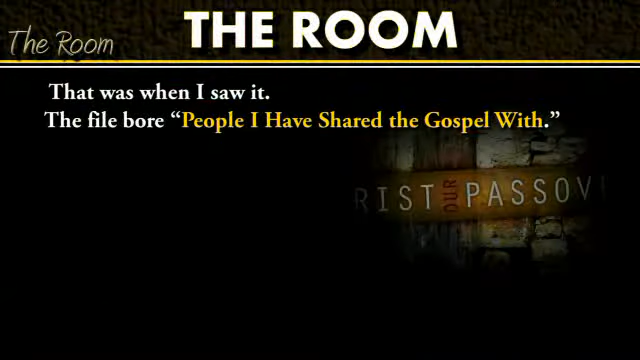 The Room
THE ROOM
That was when I saw it.
The file bore “People I Have Shared the Gospel With.”
RIST OUR PASSOV